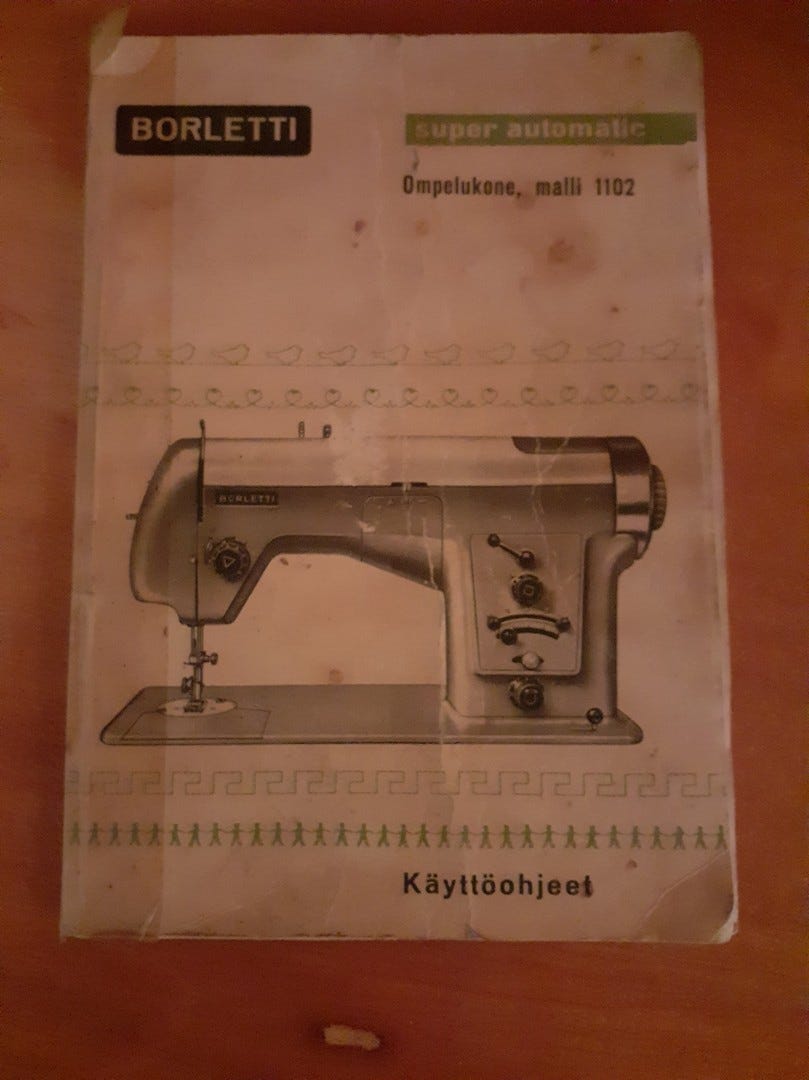 BORLETTI
super automatic
Ompelukone, malli 1102
BORLETTI
Käyttöohjeet